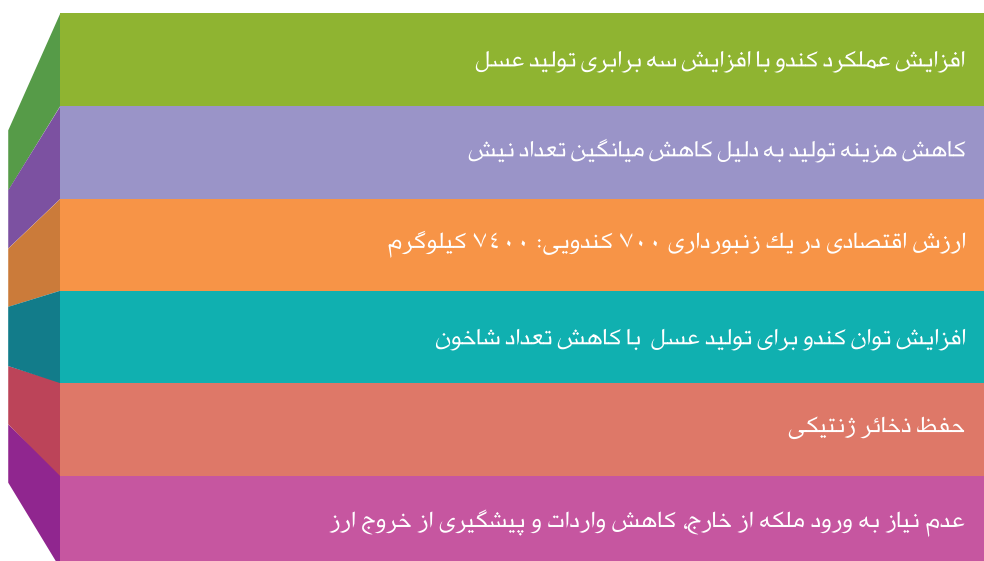 افزایش عملکرد کندو با افزایش سه برابری تولید عسل
کاهش هزینه تولید به دلیل کاهش میانگین تعداد نیش
ارزش اقتصادی در یك زنبورداری ۷۰۰ کندویی: ۷٤۰۰ کیلوگرم
افزایش توان کندو برای تولید عسل با کاهش تعداد شاخون
حفظ ذخائر ژنتیکی
عدم نیاز به ورود ملکه از خارج، کاهش واردات و پیشگیری از خروج ارز